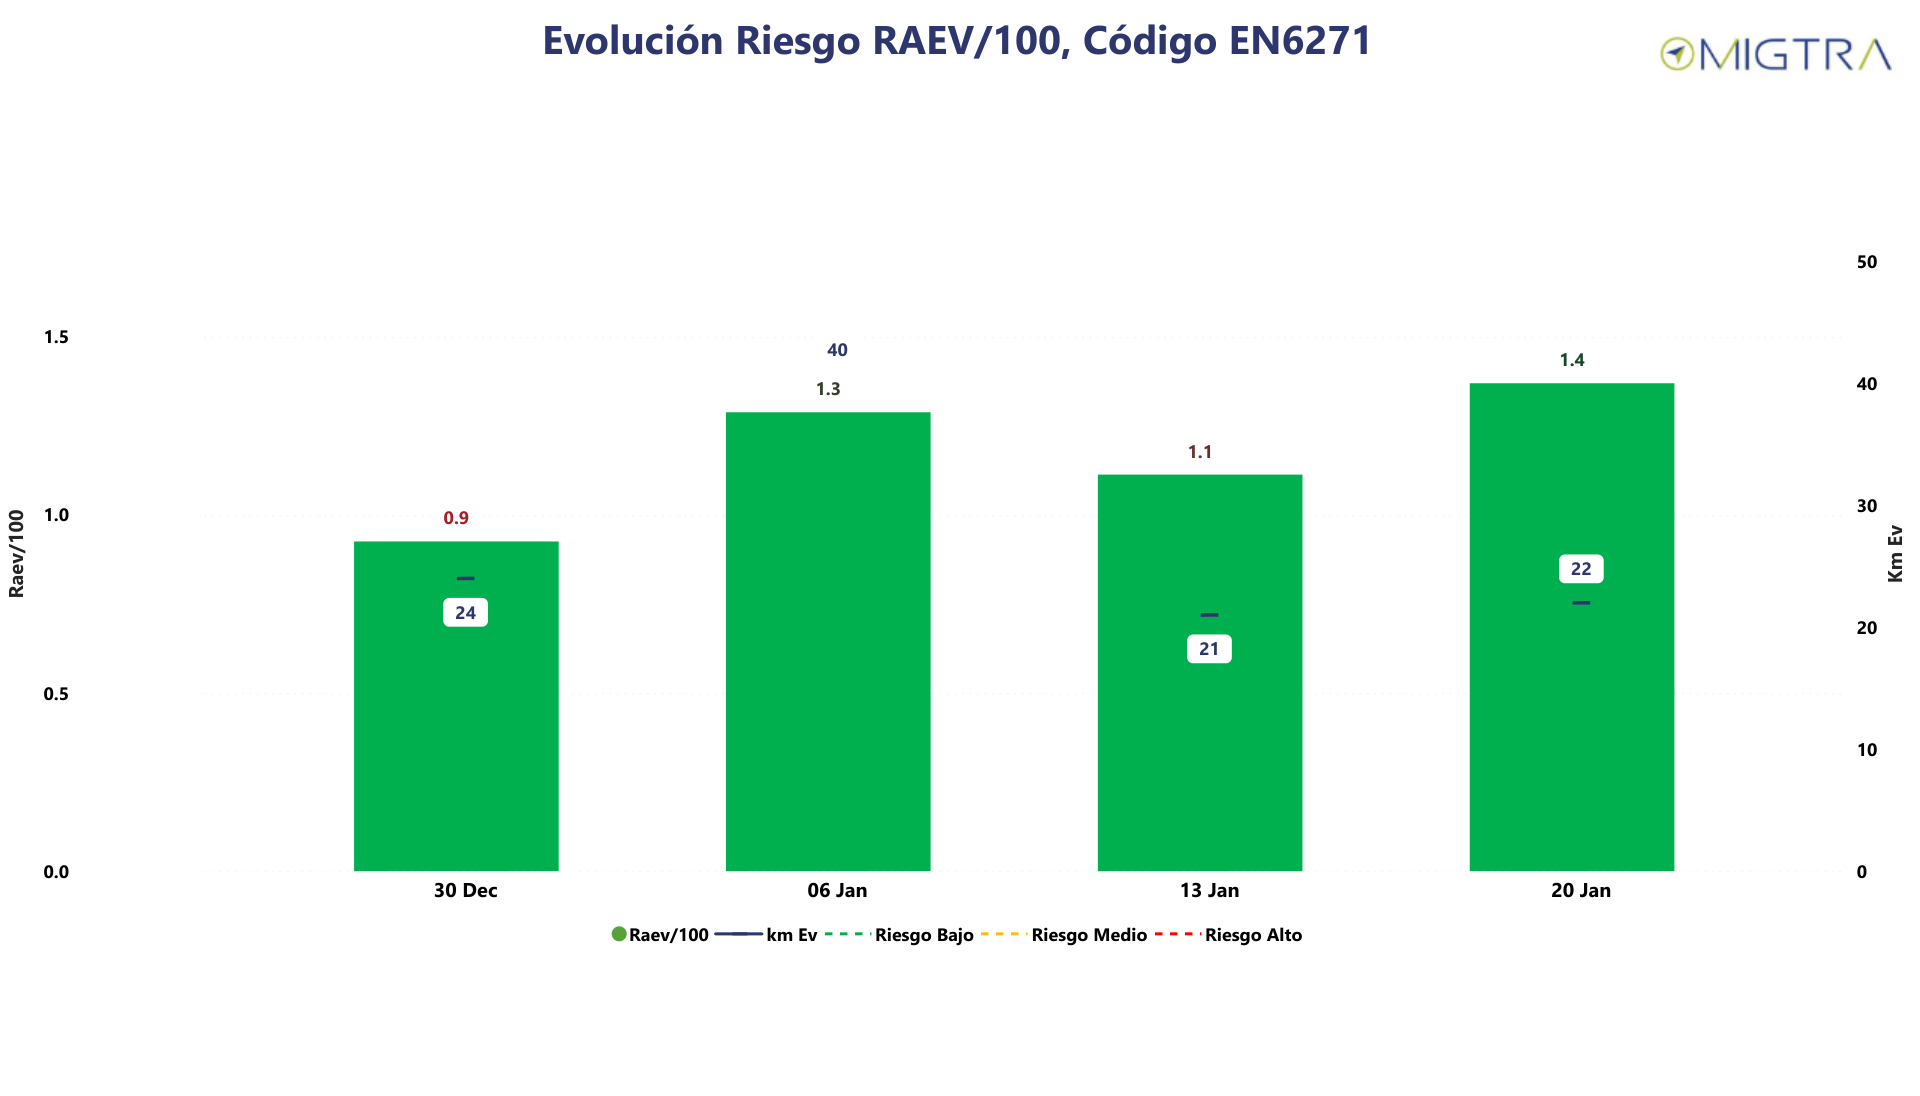 Evolución Riesgo RAEV/100, Código EN6271
MIGTRA
50
1.5
40
1.4
40
1.3
1.1
1.0
0.9
30
Raev/100
Km Ev
24
22
20
21
0.5
10
0.0
0
30 Dec
06 Jan
13 Jan
20 Jan
Raev/100 km Ev Riesgo Bajo Riesgo Medio Riesgo Alto